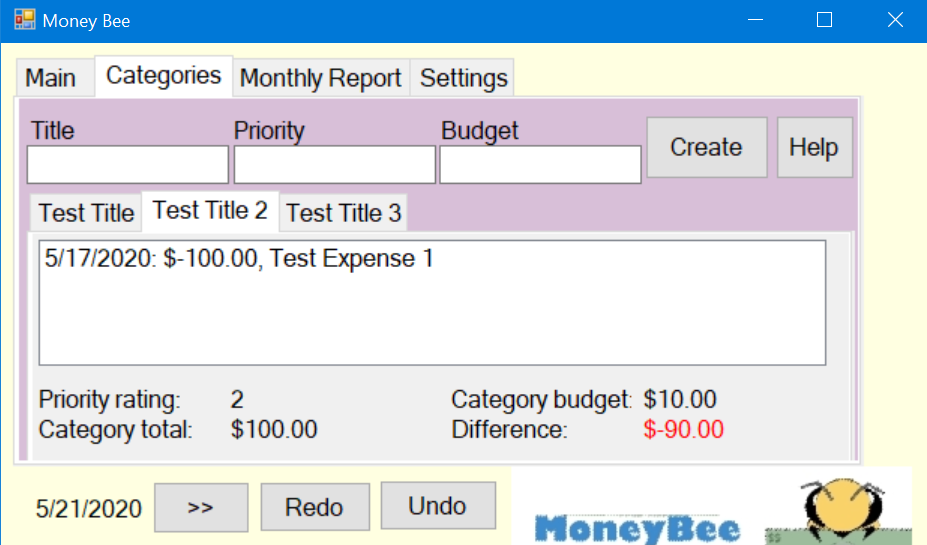 Money Bee
Main Categories Monthly Report Settings
Title Priority Budget Create Help
Test Title Test Title 2 Test Title 3
5/17/2020: $-100.00, Test Expense 1
Priority rating: 2 Category budget: $10.00
Category total: $100.00 Difference: $-90.00
5/21/2020 >> Redo Undo
MoneyBee
$$